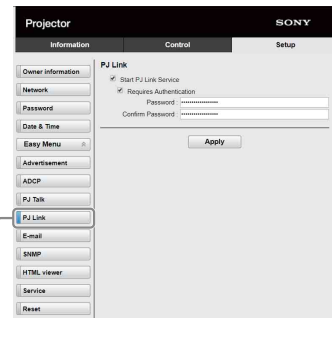 Projector SONY
Information Control Setup
Owner information
Network
Password
Date & Time
Easy Menu
Advertisement
ADCP
PJ Talk
PJ Link
E-mail
SNMP
HTML viewer
Service
Reset
PJ Link
Start PJ Link Service
Requires Authentication
Password : ••••••••••••••••
Confirm Password : ••••••••••••••••
Apply